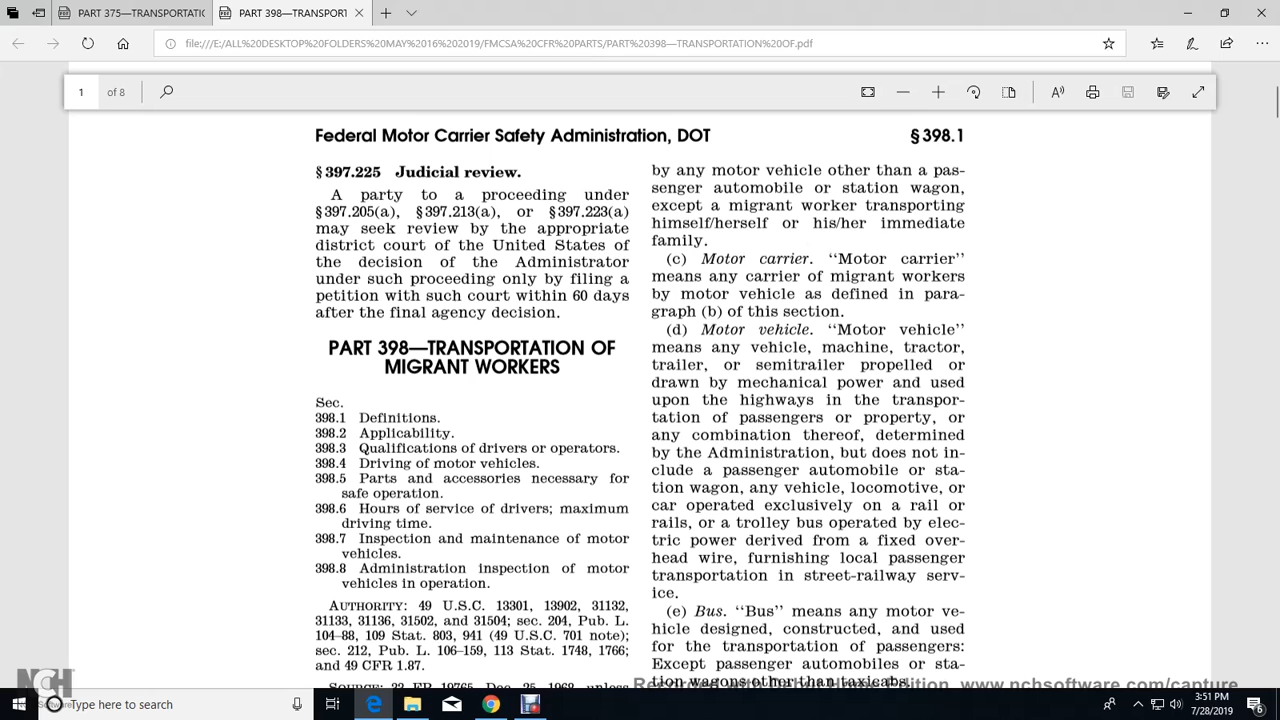 PART 375—TRANSPORTATIC
PART 398—TRANSPORT
file:///E:/ALL%20DESKTOP%20FOLDERS%20MAY%2016%202019/FMCSA%20CFR%20PARTS/PART%20398—TRANSPORTATION%20OF.pdf
1 of 8
Federal Motor Carrier Safety Administration, DOT § 398.1
§ 397.225 Judicial review.
A party to a proceeding under
§ 397.205(a), § 397.213(a), or § 397.223(a)
may seek review by the appropriate
district court of the United States of
the decision of the Administrator
under such proceeding only by filing a
petition with such court within 60 days
after the final agency decision.
PART 398—TRANSPORTATION OF
MIGRANT WORKERS
Sec.
398.1 Definitions.
398.2 Applicability.
398.3 Qualifications of drivers or operators.
398.4 Driving of motor vehicles.
398.5 Parts and accessories necessary for
safe operation.
398.6 Hours of service of drivers; maximum
driving time.
398.7 Inspection and maintenance of motor
vehicles.
398.8 Administration inspection of motor
vehicles in operation.
AUTHORITY: 49 U.S.C. 13301, 13902, 31132,
31133, 31136, 31502, and 31504; sec. 204, Pub. L.
104–88, 109 Stat. 803, 941 (49 U.S.C. 701 note);
sec. 212, Pub. L. 106–159, 113 Stat. 1748, 1766;
and 49 CFR 1.87.
SOURCE: 33 FR 19765, Dec. 25, 1968, unless
by any motor vehicle other than a pas-
senger automobile or station wagon,
except a migrant worker transporting
himself/herself or his/her immediate
family.
(c) Motor carrier. ‘‘Motor carrier’’
means any carrier of migrant workers
by motor vehicle as defined in para-
graph (b) of this section.
(d) Motor vehicle. ‘‘Motor vehicle’’
means any vehicle, machine, tractor,
trailer, or semitrailer propelled or
drawn by mechanical power and used
upon the highways in the transpor-
tation of passengers or property, or
any combination thereof, determined
by the Administration, but does not in-
clude a passenger automobile or sta-
tion wagon, any vehicle, locomotive, or
car operated exclusively on a rail or
rails, or a trolley bus operated by elec-
tric power derived from a fixed over-
head wire, furnishing local passenger
transportation in street-railway serv-
ice.
(e) Bus. ‘‘Bus’’ means any motor ve-
hicle designed, constructed, and used
for the transportation of passengers:
Except passenger automobiles or sta-
tion wagons other than taxicabs.
Edition. www.nchsoftware.com/capture
NCH
Software
Type here to search
3:51 PM
7/28/2019
6